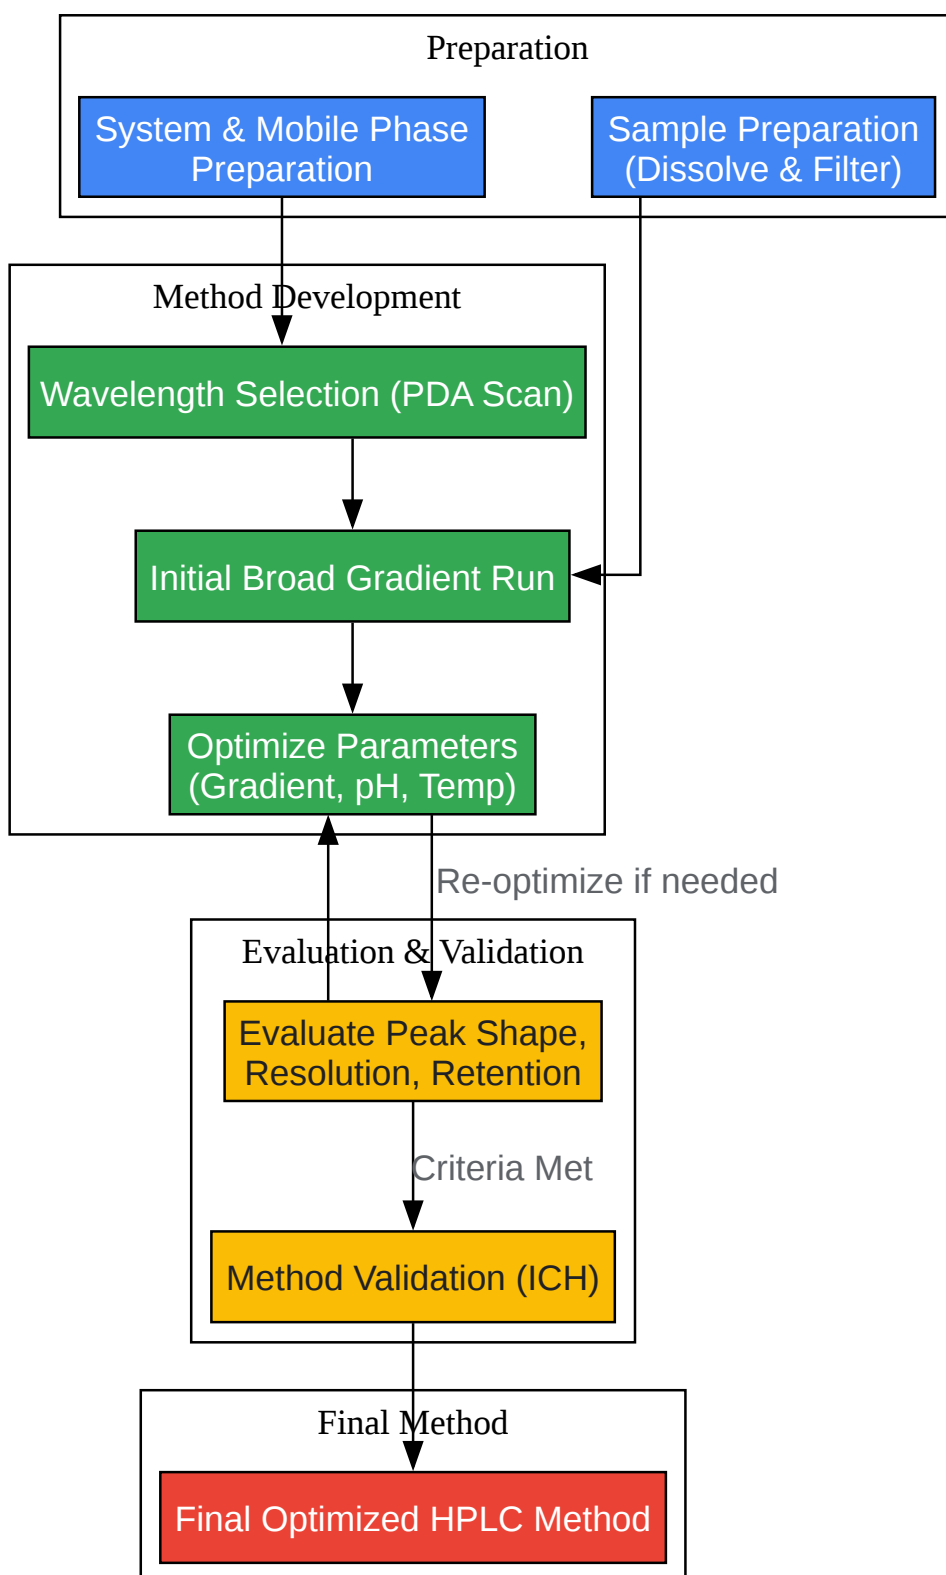 Preparation
System & Mobile Phase
Preparation
Sample Preparation
(Dissolve & Filter)
Method Development
Wavelength Selection (PDA Scan)
Initial Broad Gradient Run
Optimize Parameters
(Gradient, pH, Temp)
Re-optimize if needed
Evaluation & Validation
Evaluate Peak Shape,
Resolution, Retention
Criteria Met
Method Validation (ICH)
Final Method
Final Optimized HPLC Method